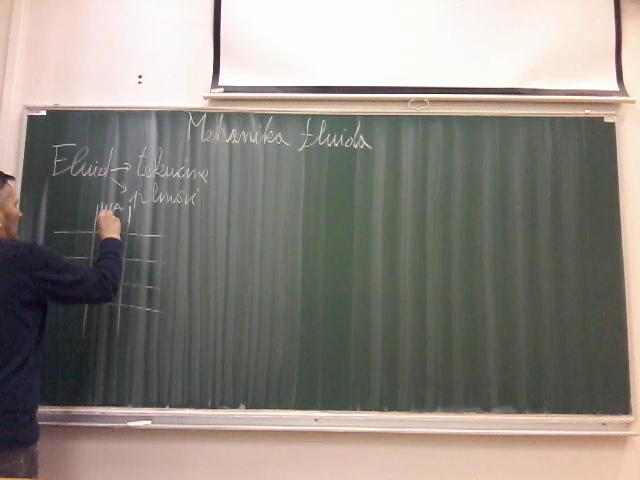 Mehanika fluida
Fluid → tekućine
↘ plinovi